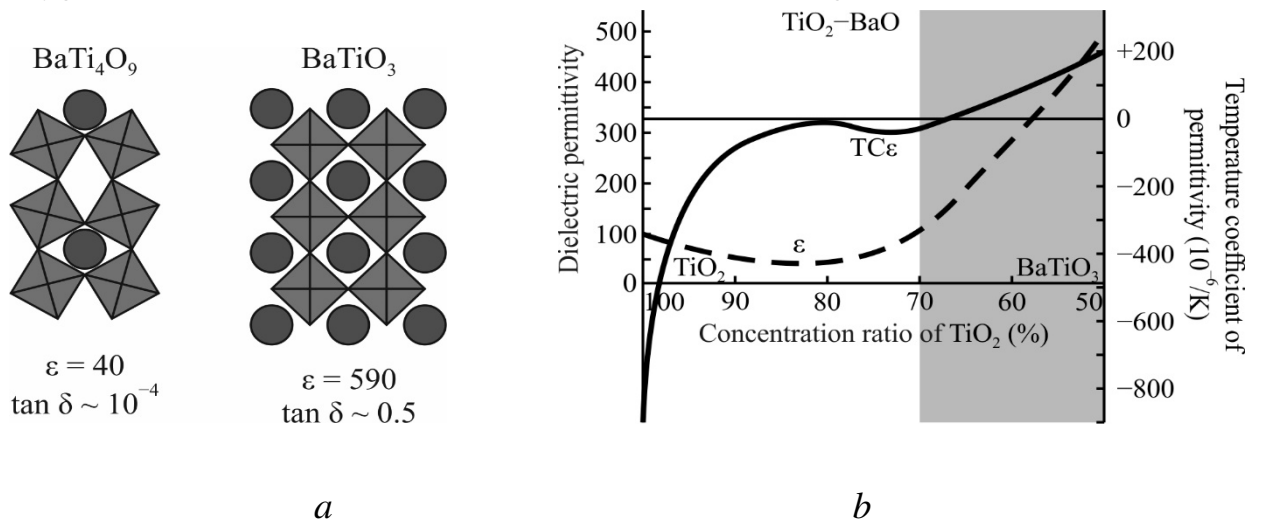 BaTi₄O₉
BaTiO₃
ε = 40
tan δ ~ 10⁻⁴
ε = 590
tan δ ~ 0.5
a
TiO₂−BaO
Dielectric permittivity
500
400
300
200
100
0
+200
0
−200
−400
−600
−800
Temperature coefficient of
permittivity (10⁻⁶/K)
TCε
ε
TiO₂
BaTiO₃
100 90 80 70 60 50
Concentration ratio of TiO₂ (%)
b